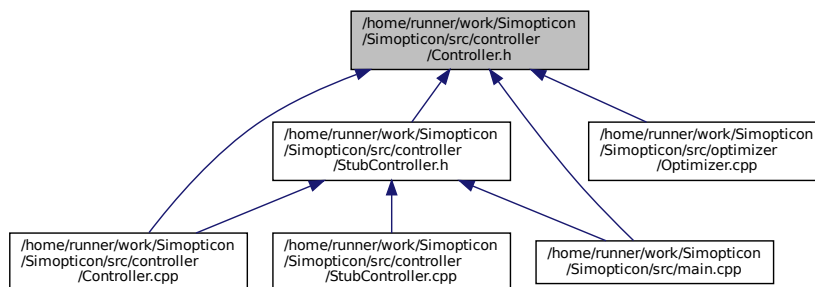 /home/runner/work/Simopticon
/Simopticon/src/controller
/Controller.h
/home/runner/work/Simopticon
/Simopticon/src/controller
/StubController.h
/home/runner/work/Simopticon
/Simopticon/src/optimizer
/Optimizer.cpp
/home/runner/work/Simopticon
/Simopticon/src/controller
/Controller.cpp
/home/runner/work/Simopticon
/Simopticon/src/controller
/StubController.cpp
/home/runner/work/Simopticon
/Simopticon/src/main.cpp